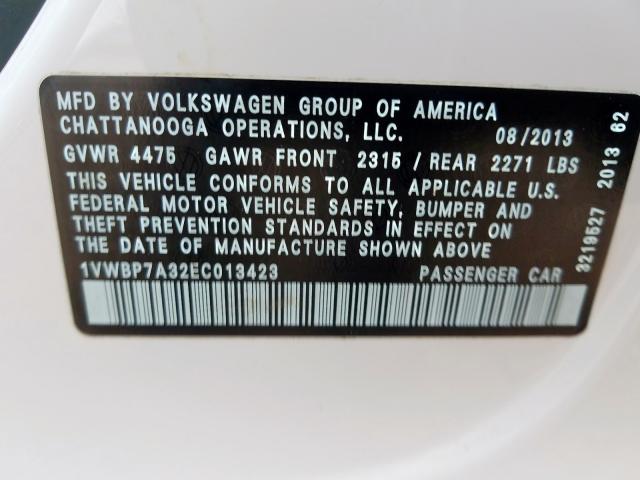 MFD BY VOLKSWAGEN GROUP OF AMERICA
CHATTANOOGA OPERATIONS, LLC. 08/2013
GVWR 4475 GAWR FRONT 2315 / REAR 2271 LBS
THIS VEHICLE CONFORMS TO ALL APPLICABLE U.S.
FEDERAL MOTOR VEHICLE SAFETY, BUMPER AND
THEFT PREVENTION STANDARDS IN EFFECT ON
THE DATE OF MANUFACTURE SHOWN ABOVE
1VWBP7A32EC013423 PASSENGER CAR
3219527 2013 62